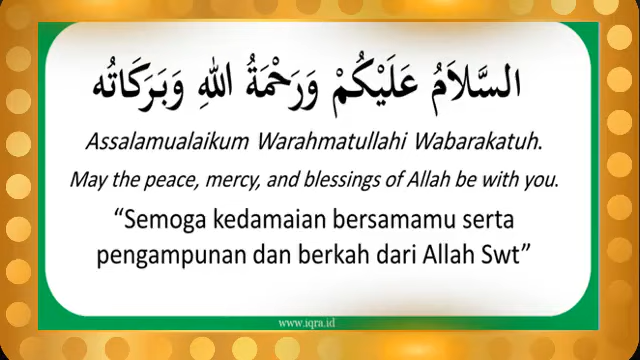 السَّلاَمُ عَلَيْكُمْ وَرَحْمَةُ اللهِ وَبَرَكَاتُه
Assalamualaikum Warahmatullahi Wabarakatuh.
May the peace, mercy, and blessings of Allah be with you.
“Semoga kedamaian bersamamu serta
pengampunan dan berkah dari Allah Swt”
www.iqra.id